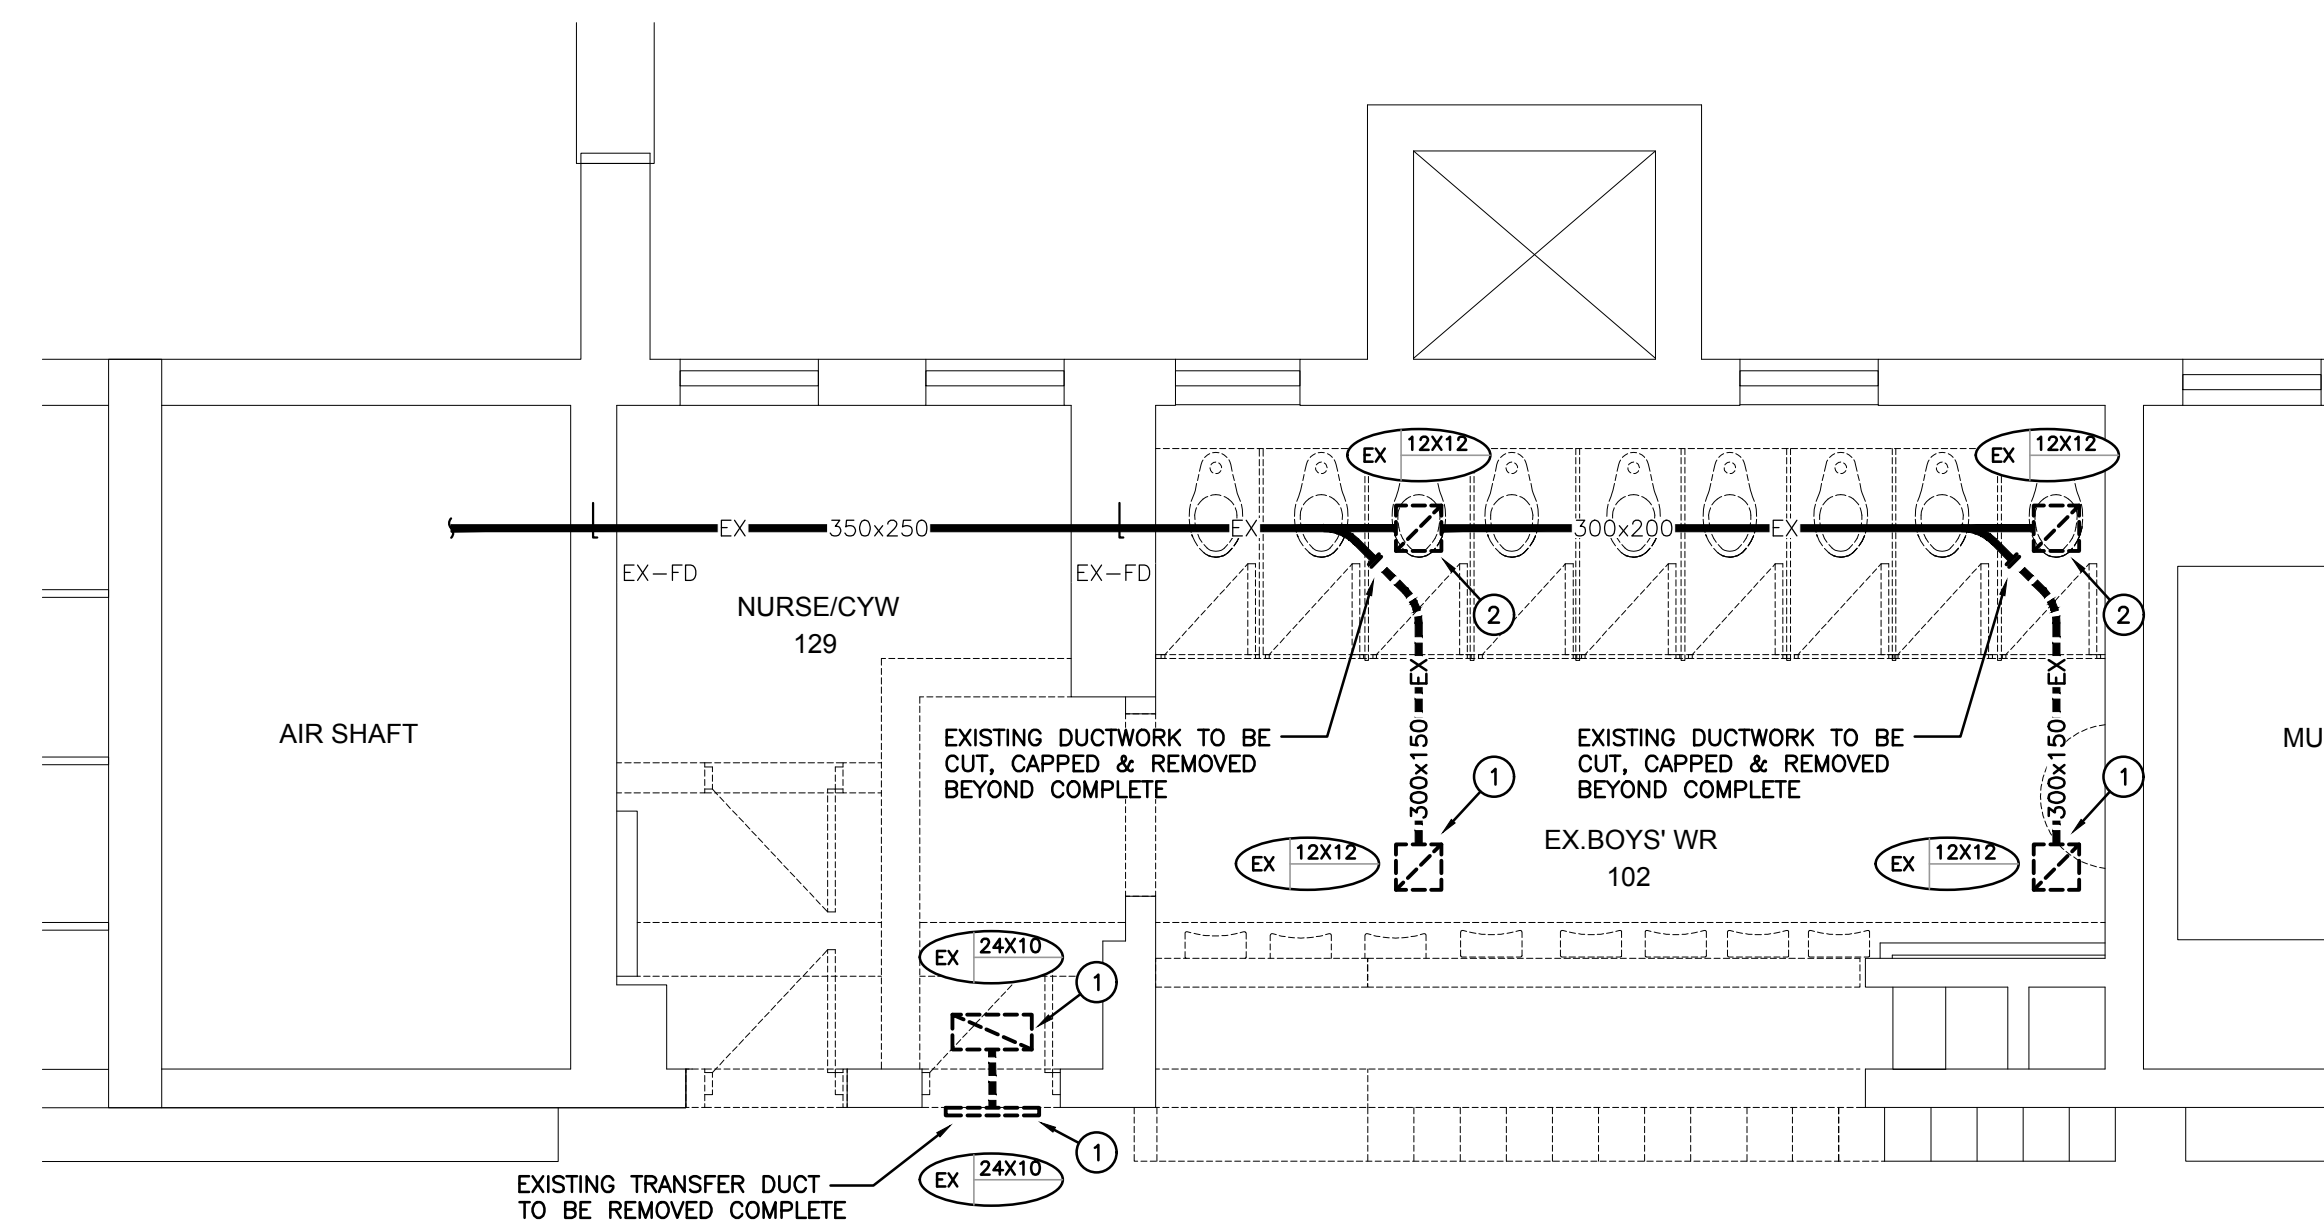 EX 12X12
EX 12X12
EX 350x250 EX 300x200 EX
EX-FD
EX-FD
NURSE/CYW
129
2
2
EX
300x150
EX
300x150
AIR SHAFT
EXISTING DUCTWORK TO BE
CUT, CAPPED & REMOVED
BEYOND COMPLETE
EXISTING DUCTWORK TO BE
CUT, CAPPED & REMOVED
BEYOND COMPLETE
MU
1
1
EX.BOYS' WR
102
EX 12X12
EX 12X12
EX 24X10
1
1
EX 24X10
EXISTING TRANSFER DUCT
TO BE REMOVED COMPLETE